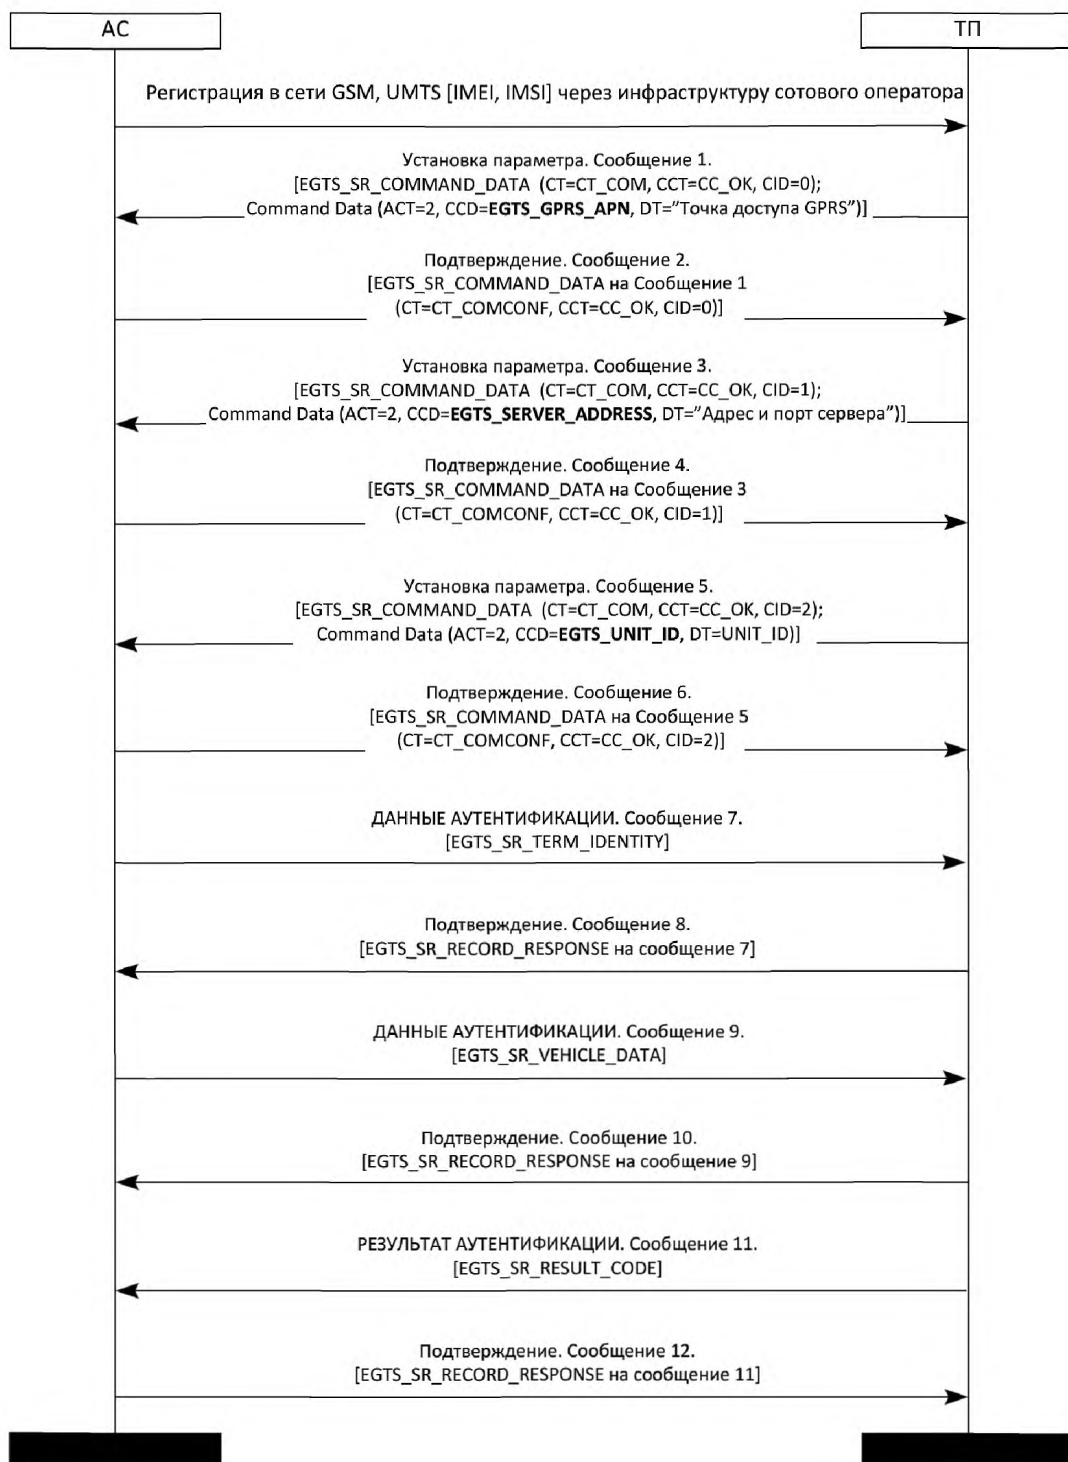 АС
ТП
Регистрация в сети GSM, UMTS [IMEI, IMSI] через инфраструктуру сотового оператора
Установка параметра. Сообщение 1.
[EGTS_SR_COMMAND_DATA (CT=CT_COM, CCT=CC_OK, CID=0);
Command Data (ACT=2, CCD=EGTS_GPRS_APN, DT="Точка доступа GPRS")]
Подтверждение. Сообщение 2.
[EGTS_SR_COMMAND_DATA на Сообщение 1
(CT=CT_COMCONF, CCT=CC_OK, CID=0)]
Установка параметра. Сообщение 3.
[EGTS_SR_COMMAND_DATA (CT=CT_COM, CCT=CC_OK, CID=1);
Command Data (ACT=2, CCD=EGTS_SERVER_ADDRESS, DT="Адрес и порт сервера")]
Подтверждение. Сообщение 4.
[EGTS_SR_COMMAND_DATA на Сообщение 3
(CT=CT_COMCONF, CCT=CC_OK, CID=1)]
Установка параметра. Сообщение 5.
[EGTS_SR_COMMAND_DATA (CT=CT_COM, CCT=CC_OK, CID=2);
Command Data (ACT=2, CCD=EGTS_UNIT_ID, DT=UNIT_ID)]
Подтверждение. Сообщение 6.
[EGTS_SR_COMMAND_DATA на Сообщение 5
(CT=CT_COMCONF, CCT=CC_OK, CID=2)]
ДАННЫЕ АУТЕНТИФИКАЦИИ. Сообщение 7.
[EGTS_SR_TERM_IDENTITY]
Подтверждение. Сообщение 8.
[EGTS_SR_RECORD_RESPONSE на сообщение 7]
ДАННЫЕ АУТЕНТИФИКАЦИИ. Сообщение 9.
[EGTS_SR_VEHICLE_DATA]
Подтверждение. Сообщение 10.
[EGTS_SR_RECORD_RESPONSE на сообщение 9]
РЕЗУЛЬТАТ АУТЕНТИФИКАЦИИ. Сообщение 11.
[EGTS_SR_RESULT_CODE]
Подтверждение. Сообщение 12.
[EGTS_SR_RECORD_RESPONSE на сообщение 11]